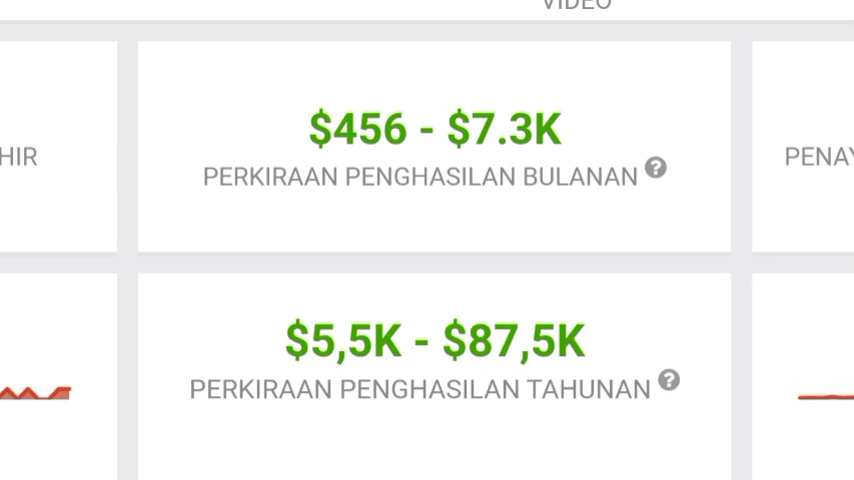 VIDEO
$456 - $7.3K
HIR
PERKIRAAN PENGHASILAN BULANAN ?
PENAY
$5,5K - $87,5K
PERKIRAAN PENGHASILAN TAHUNAN ?